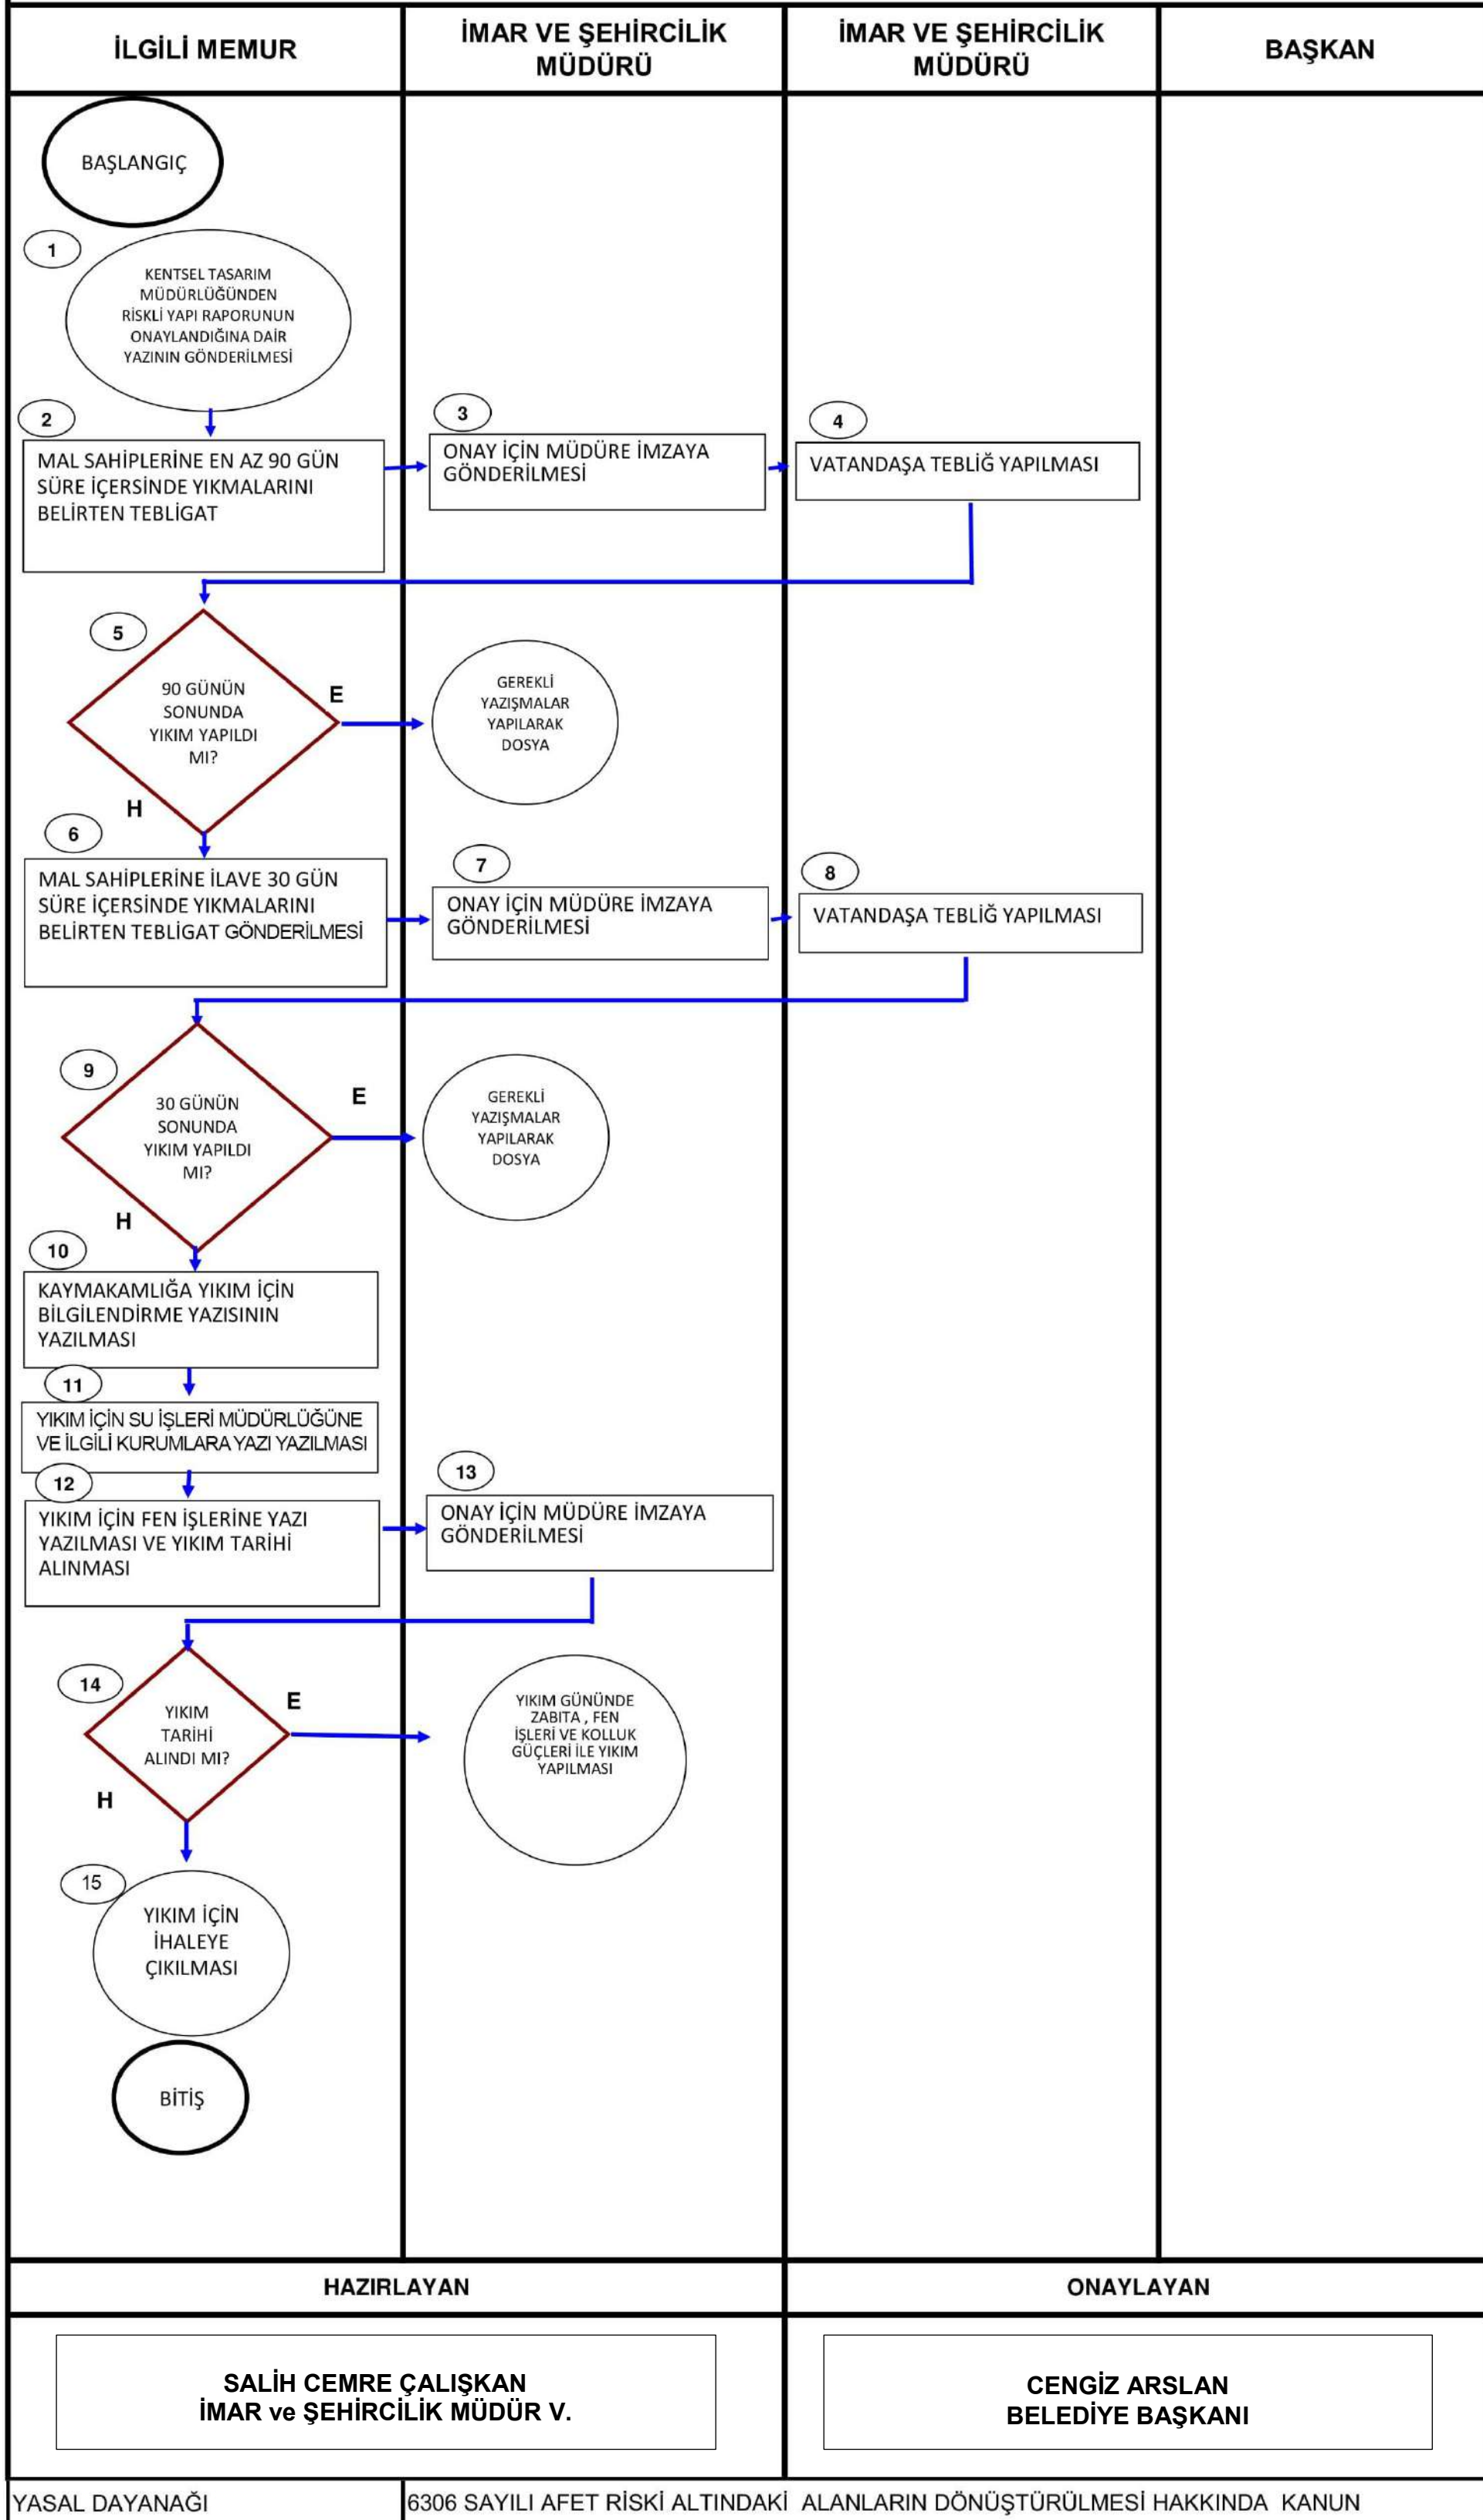 İLGİLİ MEMUR
İMAR VE ŞEHİRCİLİK
MÜDÜRÜ
İMAR VE ŞEHİRCİLİK
MÜDÜRÜ
BAŞKAN
BAŞLANGIÇ
1
KENTSEL TASARIM
MÜDÜRLÜĞÜNDEN
RİSKLİ YAPI RAPORUNUN
ONAYLANDIĞINA DAİR
YAZININ GÖNDERİLMESİ
2
MAL SAHİPLERİNE EN AZ 90 GÜN
SÜRE İÇERSİNDE YIKMALARINI
BELİRTEN TEBLİGAT
3
ONAY İÇİN MÜDÜRE İMZAYA
GÖNDERİLMESİ
4
VATANDAŞA TEBLİĞ YAPILMASI
5
90 GÜNÜN
SONUNDA
YIKIM YAPILDI
MI?
E
H
GEREKLİ
YAZIŞMALAR
YAPILARAK
DOSYA
6
MAL SAHİPLERİNE İLAVE 30 GÜN
SÜRE İÇERSİNDE YIKMALARINI
BELİRTEN TEBLİGAT GÖNDERİLMESİ
7
ONAY İÇİN MÜDÜRE İMZAYA
GÖNDERİLMESİ
8
VATANDAŞA TEBLİĞ YAPILMASI
9
30 GÜNÜN
SONUNDA
YIKIM YAPILDI
MI?
E
H
GEREKLİ
YAZIŞMALAR
YAPILARAK
DOSYA
10
KAYMAKAMLIĞA YIKIM İÇİN
BİLGİLENDİRME YAZISININ
YAZILMASI
11
YIKIM İÇİN SU İŞLERİ MÜDÜRLÜĞÜNE
VE İLGİLİ KURUMLARA YAZI YAZILMASI
12
YIKIM İÇİN FEN İŞLERİNE YAZI
YAZILMASI VE YIKIM TARİHİ
ALINMASI
13
ONAY İÇİN MÜDÜRE İMZAYA
GÖNDERİLMESİ
14
YIKIM
TARİHİ
ALINDI MI?
E
H
YIKIM GÜNÜNDE
ZABITA , FEN
İŞLERİ VE KOLLUK
GÜÇLERİ İLE YIKIM
YAPILMASI
15
YIKIM İÇİN
İHALEYE
ÇIKILMASI
BİTİŞ
HAZIRLAYAN
ONAYLAYAN
SALİH CEMRE ÇALIŞKAN
İMAR ve ŞEHİRCİLİK MÜDÜR V.
CENGİZ ARSLAN
BELEDİYE BAŞKANI
YASAL DAYANAĞI
6306 SAYILI AFET RİSKİ ALTINDAKİ ALANLARIN DÖNÜŞTÜRÜLMESİ HAKKINDA KANUN